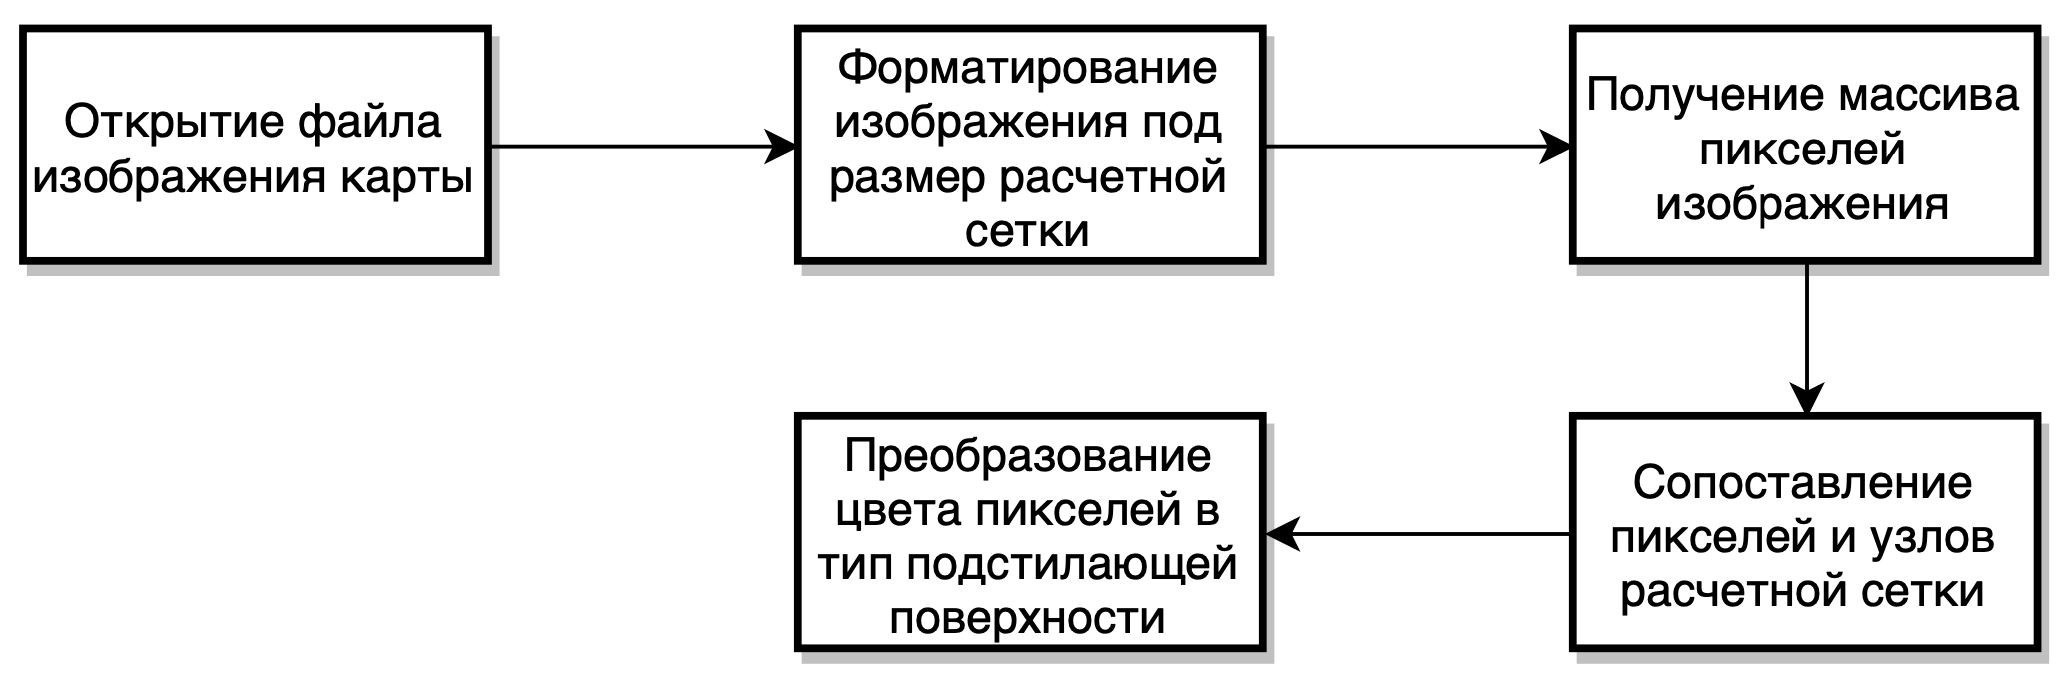 Открытие файла
изображения карты
Форматирование
изображения под
размер расчетной
сетки
Получение массива
пикселей
изображения
Сопоставление
пикселей и узлов
расчетной сетки
Преобразование
цвета пикселей в
тип подстилающей
поверхности